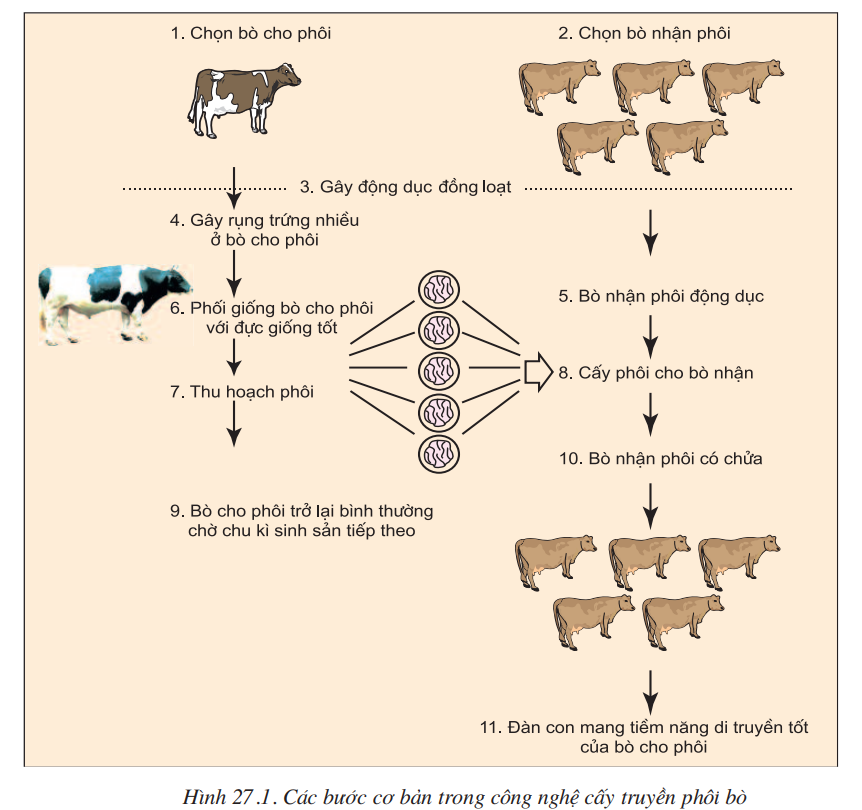 1. Chọn bò cho phôi
2. Chọn bò nhận phôi
3. Gây động dục đồng loạt
4. Gây rụng trứng nhiều
ở bò cho phôi
5. Bò nhận phôi động dục
6. Phối giống bò cho phôi
với đực giống tốt
7. Thu hoạch phôi
8. Cấy phôi cho bò nhận
10. Bò nhận phôi có chửa
9. Bò cho phôi trở lại bình thường
chờ chu kì sinh sản tiếp theo
11. Đàn con mang tiềm năng di truyền tốt
của bò cho phôi
Hình 27.1. Các bước cơ bản trong công nghệ cấy truyền phôi bò